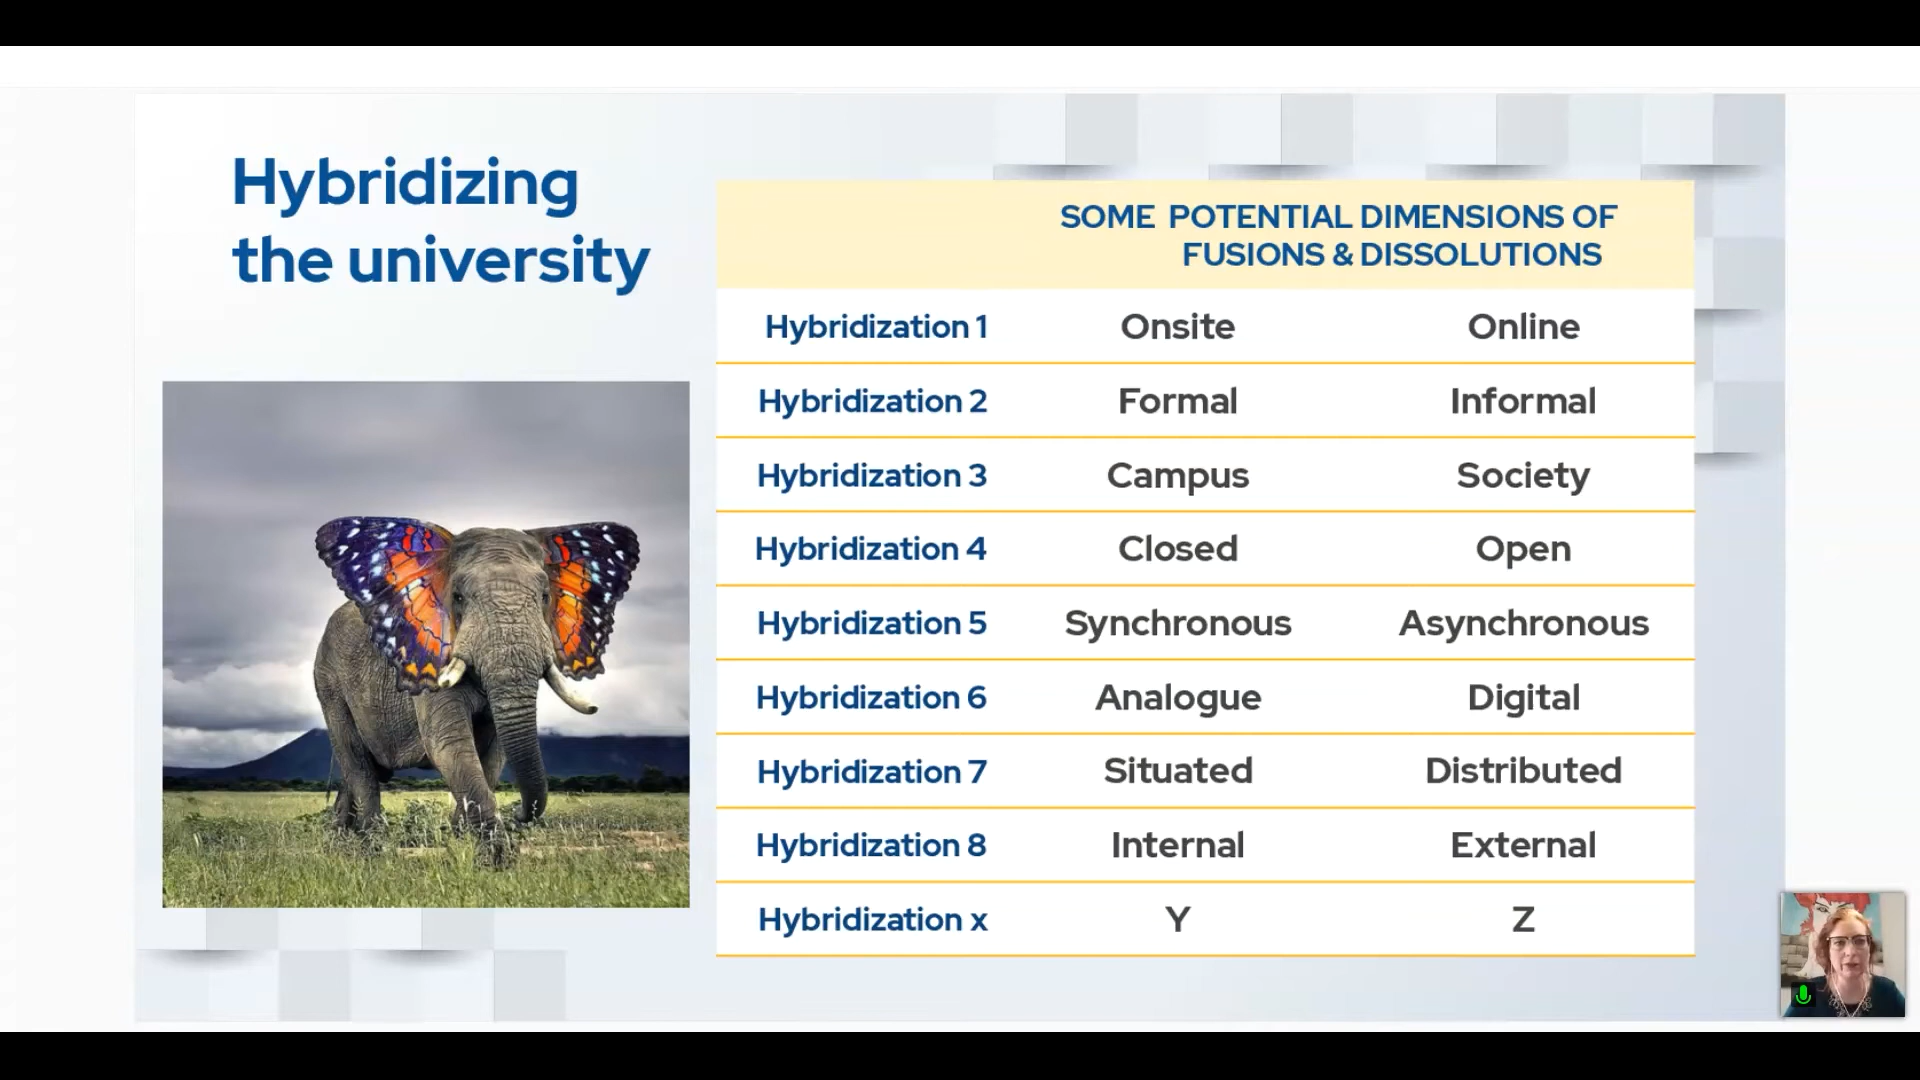 Hybridizing
the university
SOME POTENTIAL DIMENSIONS OF
FUSIONS & DISSOLUTIONS
Hybridization 1 Onsite Online
Hybridization 2 Formal Informal
Hybridization 3 Campus Society
Hybridization 4 Closed Open
Hybridization 5 Synchronous Asynchronous
Hybridization 6 Analogue Digital
Hybridization 7 Situated Distributed
Hybridization 8 Internal External
Hybridization x Y Z